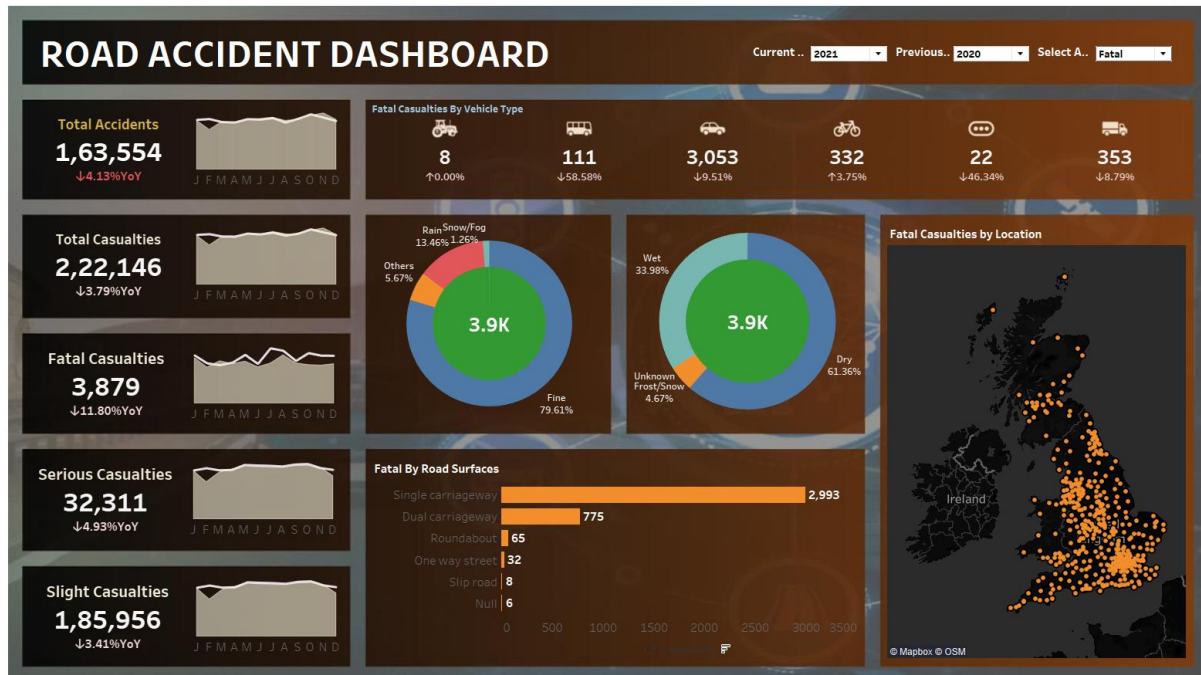 ROAD ACCIDENT DASHBOARD
Current .. 2021 Previous.. 2020 Select A.. Fatal
Total Accidents
1,63,554
↓4.13%YoY
J F M A M J J A S O N D
Fatal Casualties By Vehicle Type
8 111 3,053 332 22 353
↑0.00% ↓58.58% ↓9.51% ↑3.75% ↓46.34% ↓8.79%
Total Casualties
2,22,146
↓3.79%YoY
J F M A M J J A S O N D
Fatal Casualties
3,879
↓11.80%YoY
J F M A M J J A S O N D
Serious Casualties
32,311
↓4.93%YoY
J F M A M J J A S O N D
Slight Casualties
1,85,956
↓3.41%YoY
J F M A M J J A S O N D
Rain
13.46%
Snow/Fog
1.26%
Others
5.67%
3.9K
Fine
79.61%
Wet
33.98%
3.9K
Dry
61.36%
Unknown
Frost/Snow
4.67%
Fatal By Road Surfaces
Single carriageway 2,993
Dual carriageway 775
Roundabout 65
One way street 32
Slip road 8
Null 6
0 500 1000 1500 2000 2500 3000 3500
Fatal Casualties by Location
Ireland
© Mapbox © OSM